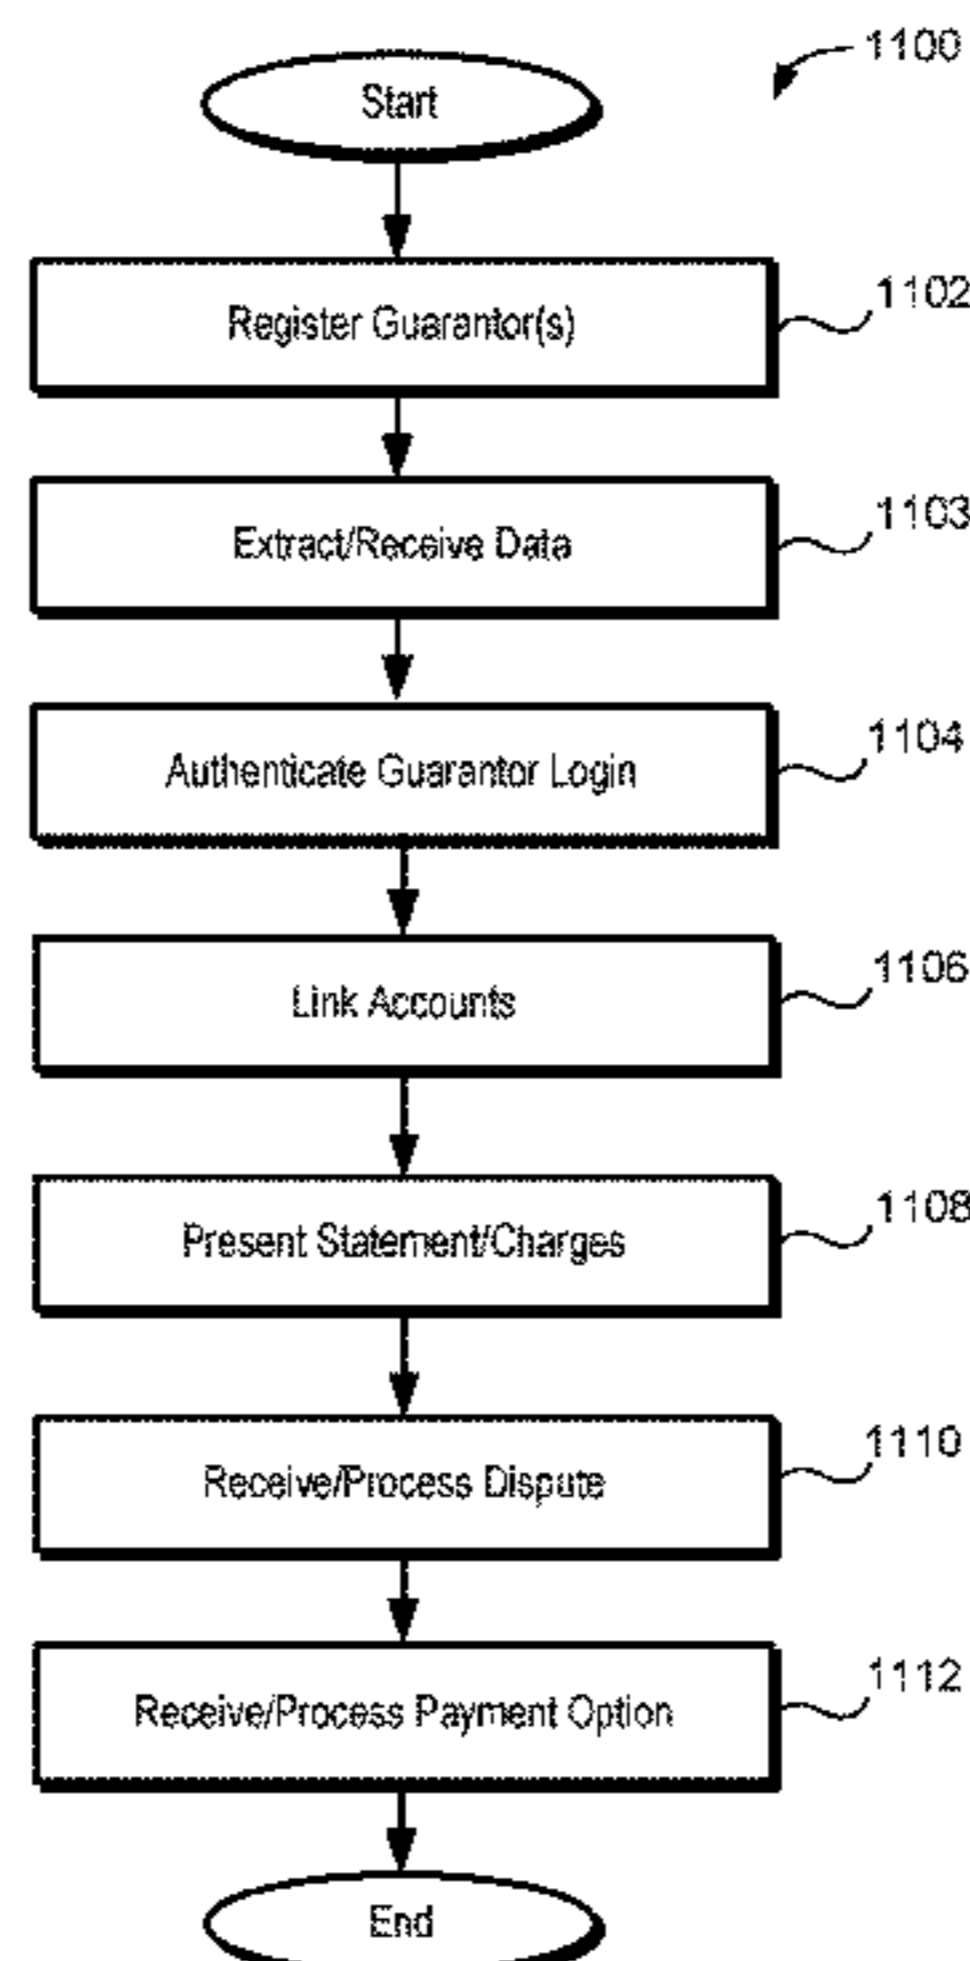 1100
Start
Register Guarantor(s)
1102
Extract/Receive Data
1103
Authenticate Guarantor Login
1104
Link Accounts
1106
Present Statement/Charges
1108
Receive/Process Dispute
1110
Receive/Process Payment Option
1112
End